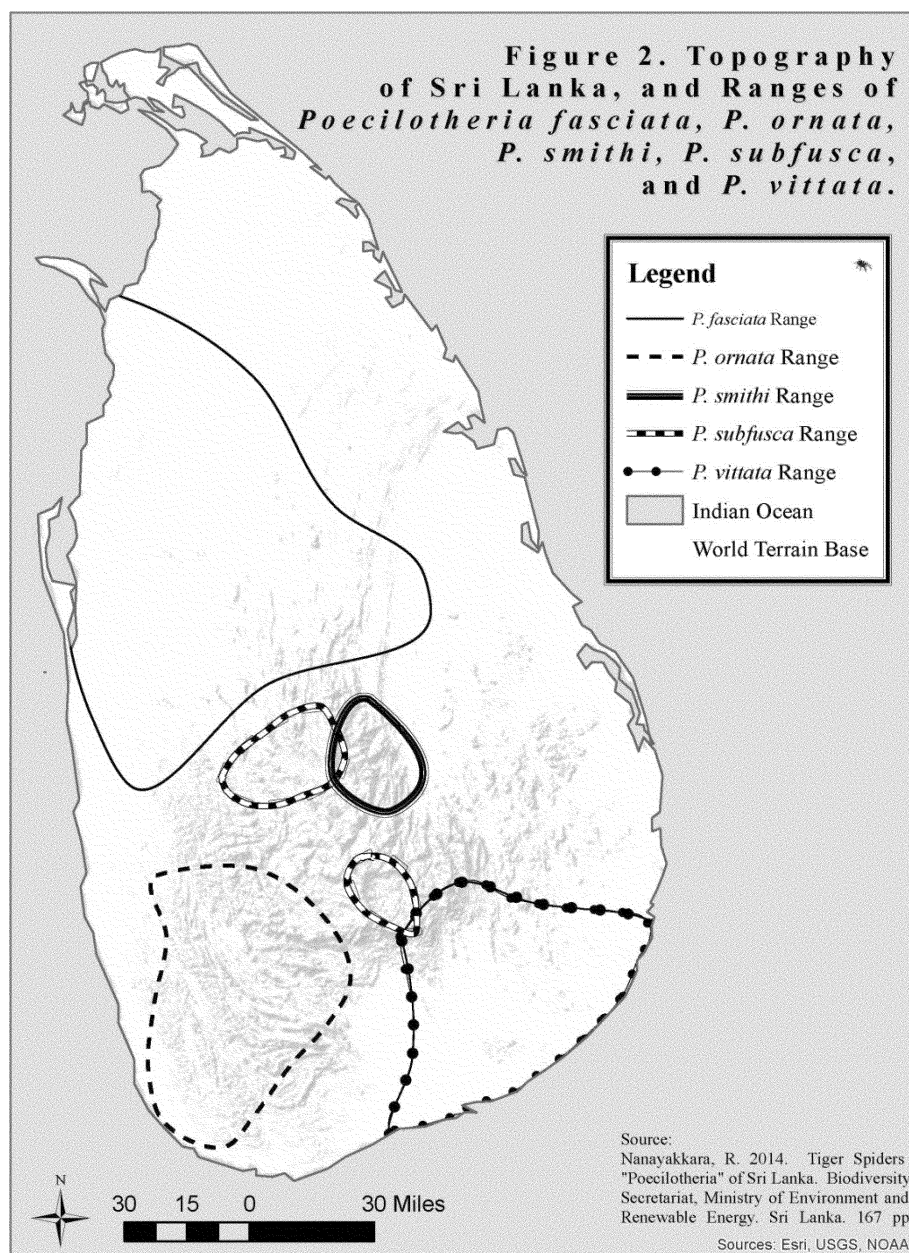 Figure 2. Topography
of Sri Lanka, and Ranges of
Poecilotheria fasciata, P. ornata,
P. smithi, P. subfusca,
and P. vittata.
Legend
P. fasciata Range
P. ornata Range
P. smithi Range
P. subfusca Range
P. vittata Range
Indian Ocean
World Terrain Base
Source:
Nanayakkara, R. 2014. Tiger Spiders
"Poecilotheria" of Sri Lanka. Biodiversity
Secretariat, Ministry of Environment and
Renewable Energy. Sri Lanka. 167 pp
Sources: Esri, USGS, NOAA
N
30 15 0 30 Miles